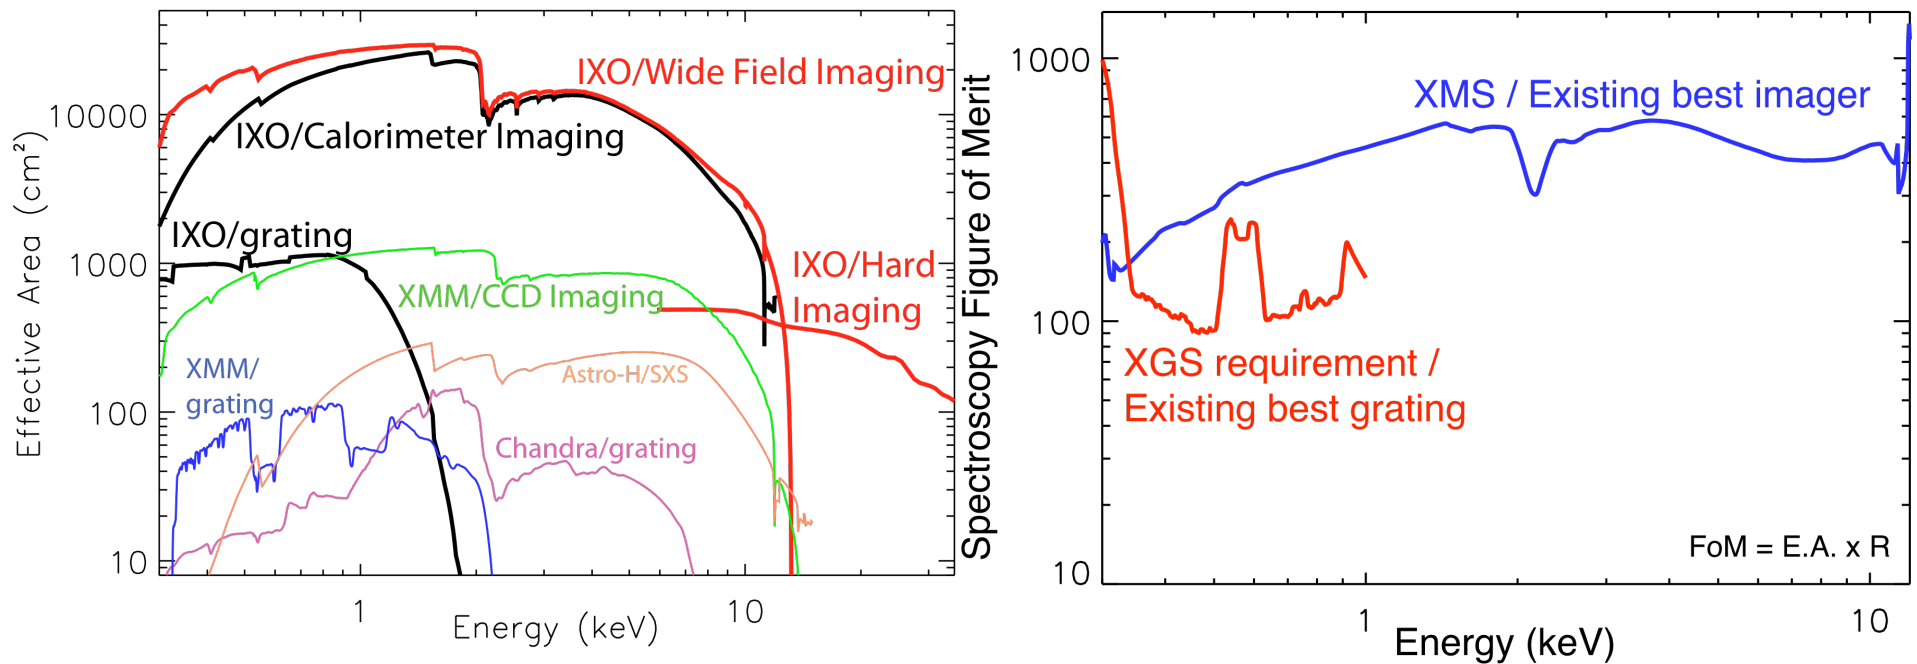 10000
1000
100
10
Effective Area (cm²)
IXO/Wide Field Imaging
IXO/Calorimeter Imaging
IXO/grating
IXO/Hard
Imaging
XMM/CCD Imaging
XMM/
grating
Astro-H/SXS
Chandra/grating
1
10
Energy (keV)
Spectroscopy Figure of Merit
1000
100
10
XMS / Existing best imager
XGS requirement /
Existing best grating
FoM = E.A. x R
1
10
Energy (keV)